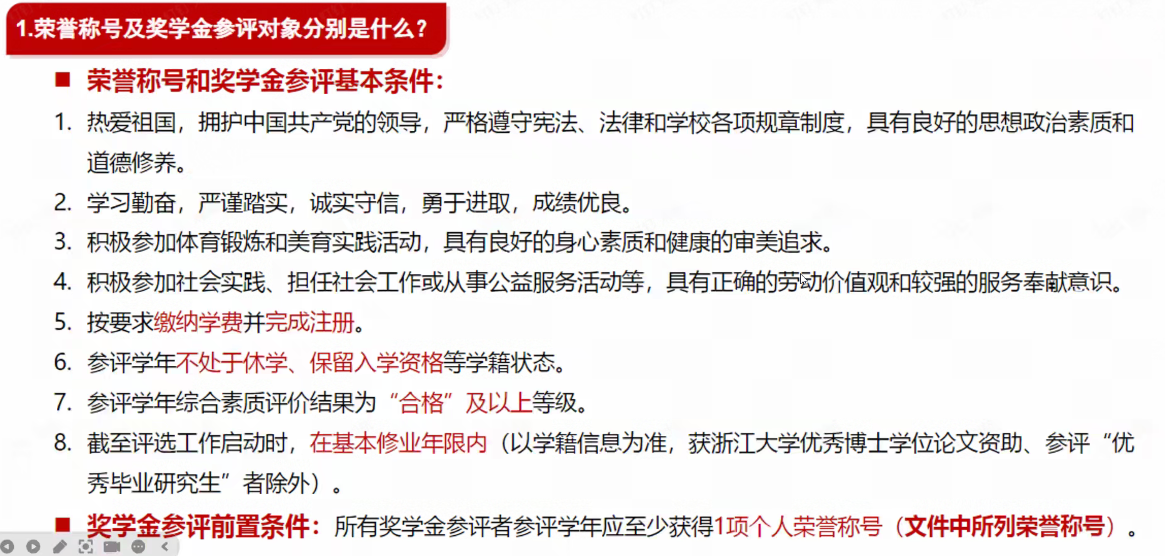 1.荣誉称号及奖学金参评对象分别是什么？
■ 荣誉称号和奖学金参评基本条件：
1. 热爱祖国，拥护中国共产党的领导，严格遵守宪法、法律和学校各项规章制度，具有良好的思想政治素质和
道德修养。
2. 学习勤奋，严谨踏实，诚实守信，勇于进取，成绩优良。
3. 积极参加体育锻炼和美育实践活动，具有良好的身心素质和健康的审美追求。
4. 积极参加社会实践、担任社会工作或从事公益服务活动等，具有正确的劳动价值观和较强的服务奉献意识。
5. 按要求缴纳学费并完成注册。
6. 参评学年不处于休学、保留入学资格等学籍状态。
7. 参评学年综合素质评价结果为“合格”及以上等级。
8. 截至评选工作启动时，在基本修业年限内（以学籍信息为准，获浙江大学优秀博士学位论文资助、参评“优
秀毕业研究生”者除外）。
■ 奖学金参评前置条件：所有奖学金参评者参评学年应至少获得1项个人荣誉称号（文件中所列荣誉称号）。